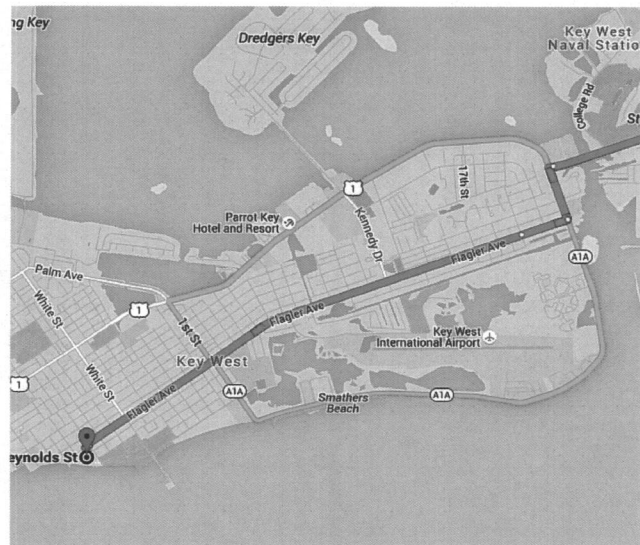 ng Key
Dredgers Key
Key West
Naval Statio
College Rd
St
17th St
1
Parrot Key
Hotel and Resort
Kennedy Dr
Flagler Ave
A1A
Palm Ave
White St
1
1st St
Flagler Ave
Key West
International Airport
Key West
1
White St
Flagler Ave
A1A
Smathers
Beach
A1A
eynolds St